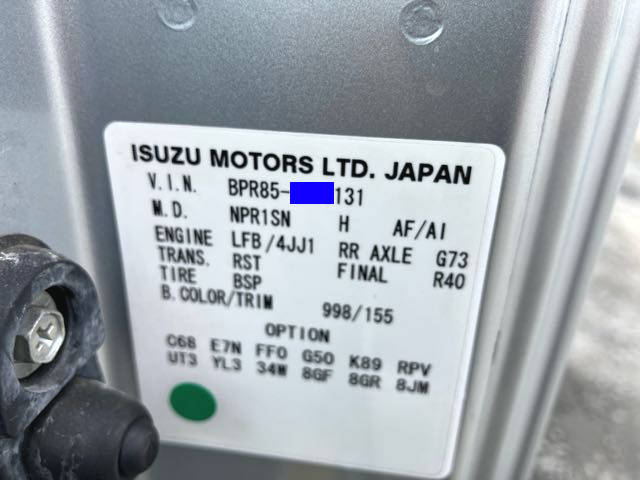 ISUZU MOTORS LTD. JAPAN
V.I.N. BPR85- 131
M.D. NPR1SN H AF/AI
ENGINE LFB/4JJ1 RR AXLE G73
TRANS. RST FINAL R40
TIRE BSP
B.COLOR/TRIM 998/155
OPTION
C68 E7N FF0 G50 K89 RPV
UT3 YL3 34W 8GF 8GR 8JM